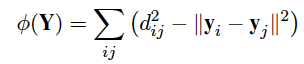 ϕ(𝐘) = ∑_{ij} (d_{ij}^2 − ‖𝐲_i − 𝐲_j‖^2)